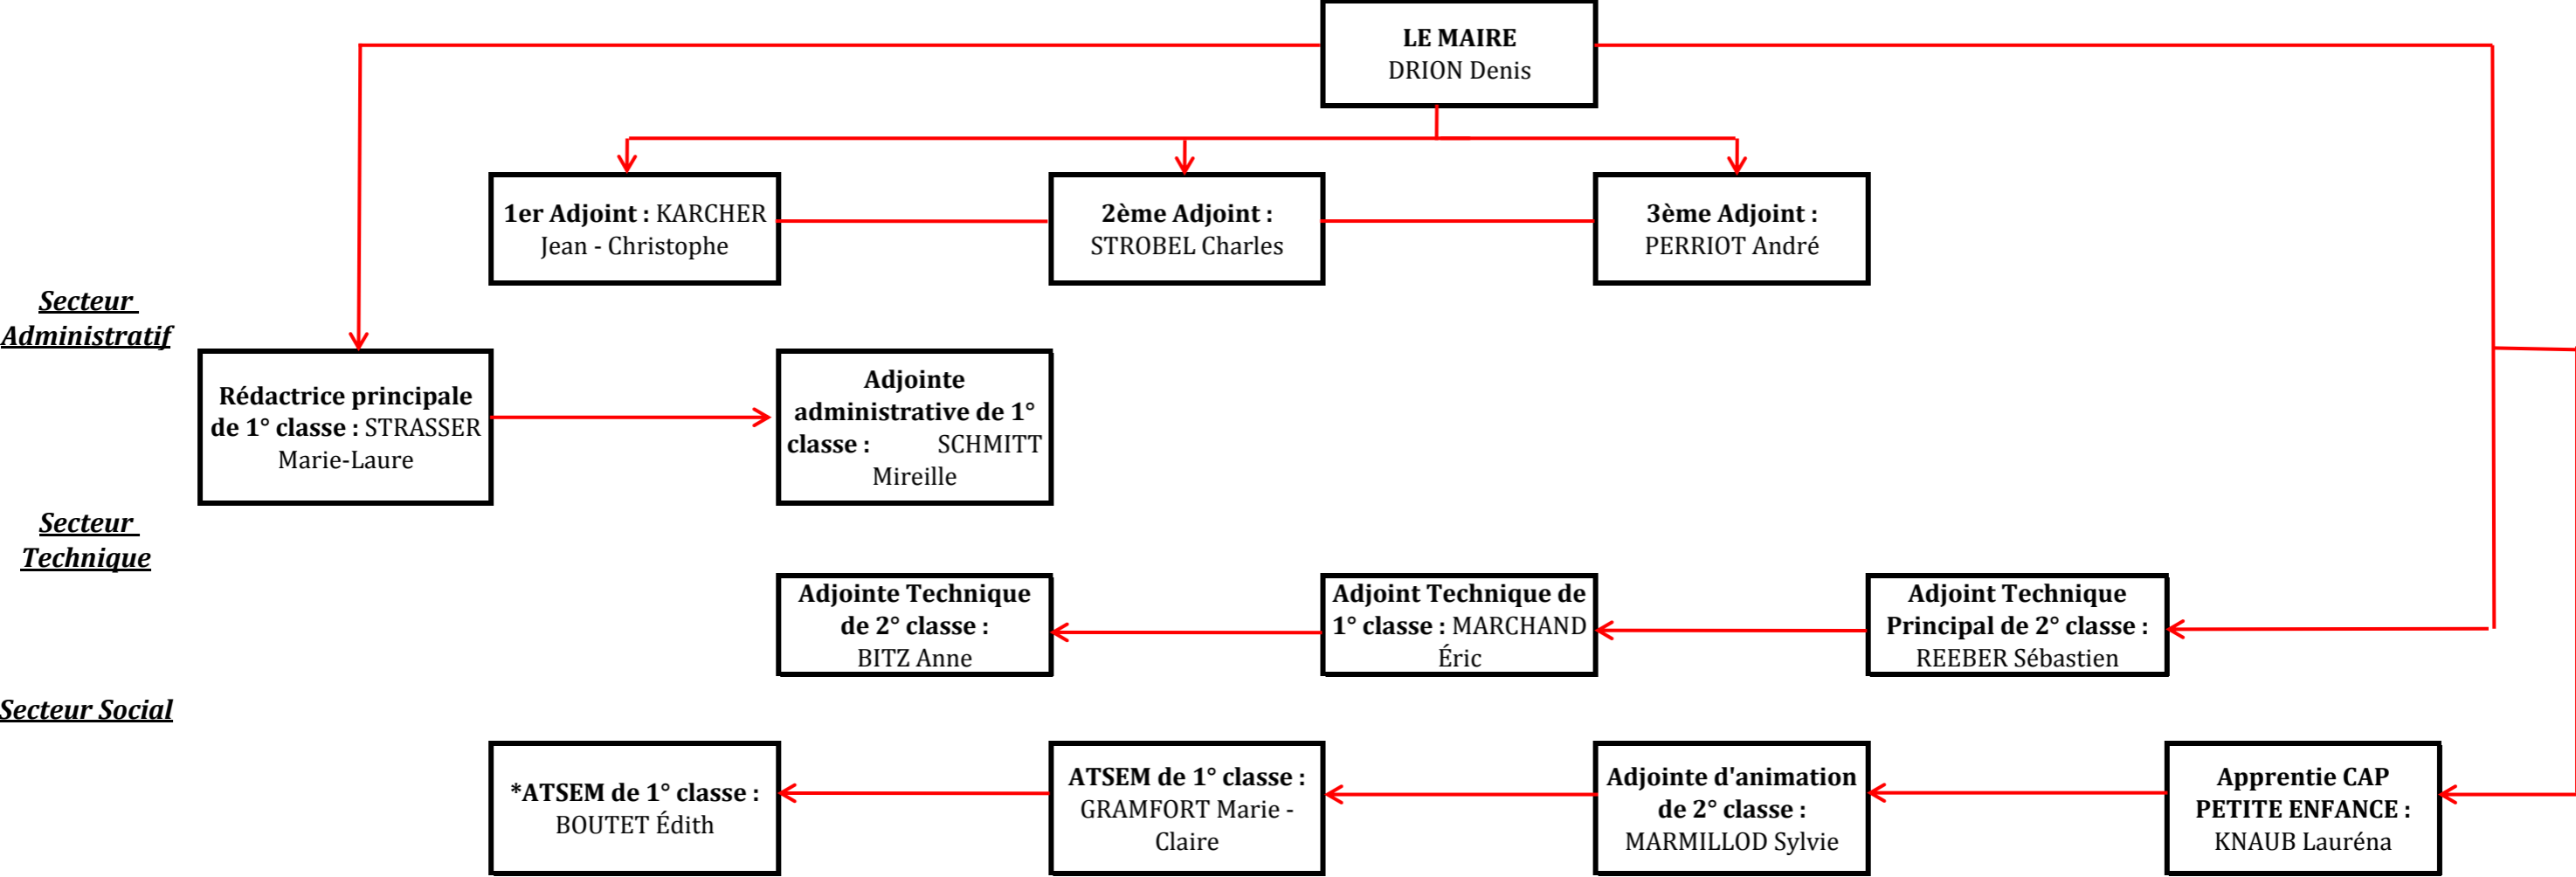 LE MAIRE
DRION Denis
1er Adjoint : KARCHER
Jean - Christophe
2ème Adjoint :
STROBEL Charles
3ème Adjoint :
PERRIOT André
Secteur
Administratif
Rédactrice principale
de 1° classe : STRASSER
Marie-Laure
Adjointe
administrative de 1°
classe : SCHMITT
Mireille
Secteur
Technique
Adjointe Technique
de 2° classe :
BITZ Anne
Adjoint Technique de
1° classe : MARCHAND
Éric
Adjoint Technique
Principal de 2° classe :
REEBER Sébastien
Secteur Social
*ATSEM de 1° classe :
BOUTET Édith
ATSEM de 1° classe :
GRAMFORT Marie -
Claire
Adjointe d'animation
de 2° classe :
MARMILLOD Sylvie
Apprentie CAP
PETITE ENFANCE :
KNAUB Lauréna